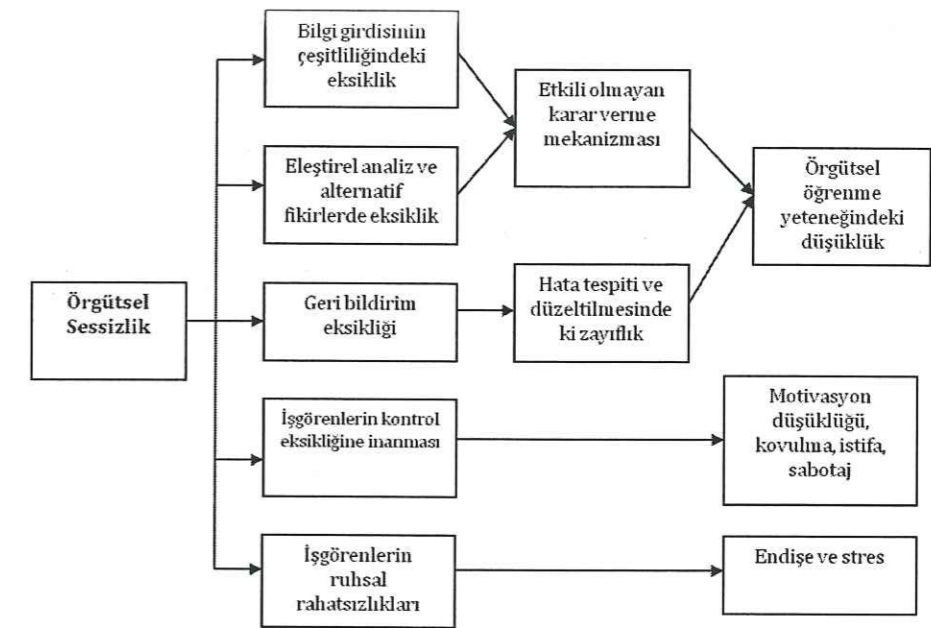 Bilgi girdisinin
çeşitliliğindeki
eksiklik
Etkili olmayan
karar verme
mekanizması
Eleştirel analiz ve
alternatif
fikirlerde eksiklik
Örgütsel
öğrenme
yeteneğindeki
düşüklük
Örgütsel
Sessizlik
Geri bildirim
eksikliği
Hata tespiti ve
düzeltilmesinde
ki zayıflık
İşgörenlerin kontrol
eksikliğine inanması
Motivasyon
düşüklüğü,
kovulma, istifa,
sabotaj
İşgörenlerin
ruhsal
rahatsızlıkları
Endişe ve stres